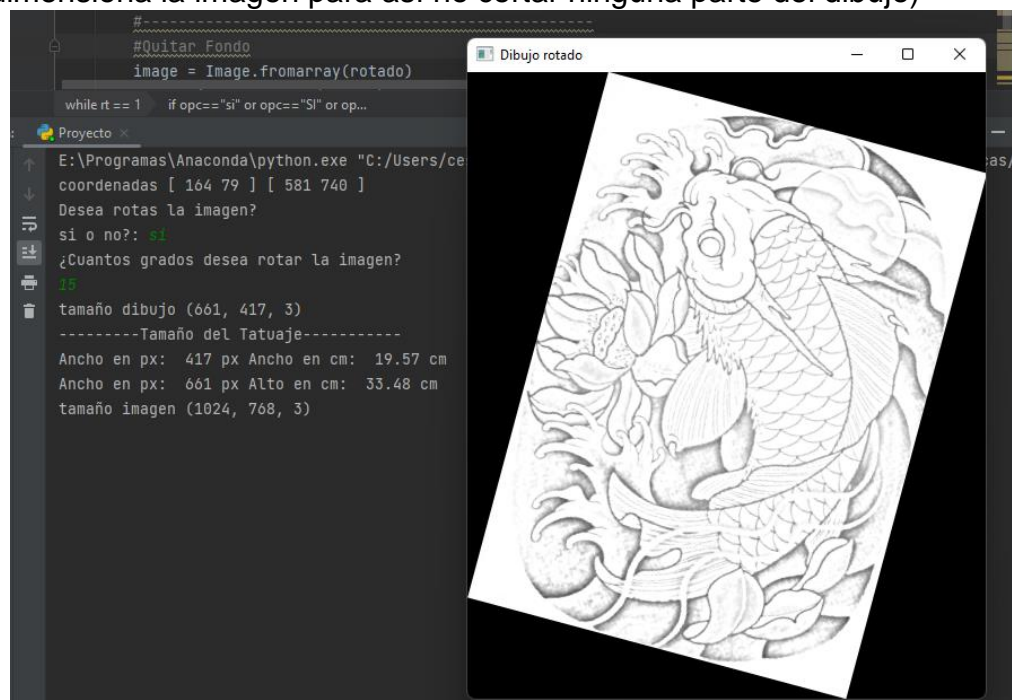 dimensiona la imagen para así no cortar ninguna parte del dibujo)
#------------------------------------------------
#Quitar Fondo
image = Image.fromarray(rotado)
while rt == 1 if opc=="si" or opc=="SI" or op...
Proyecto
E:\Programas\Anaconda\python.exe "C:/Users/ce
cas/
coordenadas [ 164 79 ] [ 581 740 ]
Desea rotas la imagen?
si o no?: si
¿Cuantos grados desea rotar la imagen?
15
tamaño dibujo (661, 417, 3)
---------Tamaño del Tatuaje-----------
Ancho en px:  417 px Ancho en cm:  19.57 cm
Ancho en px:  661 px Alto en cm:  33.48 cm
tamaño imagen (1024, 768, 3)
Dibujo rotado